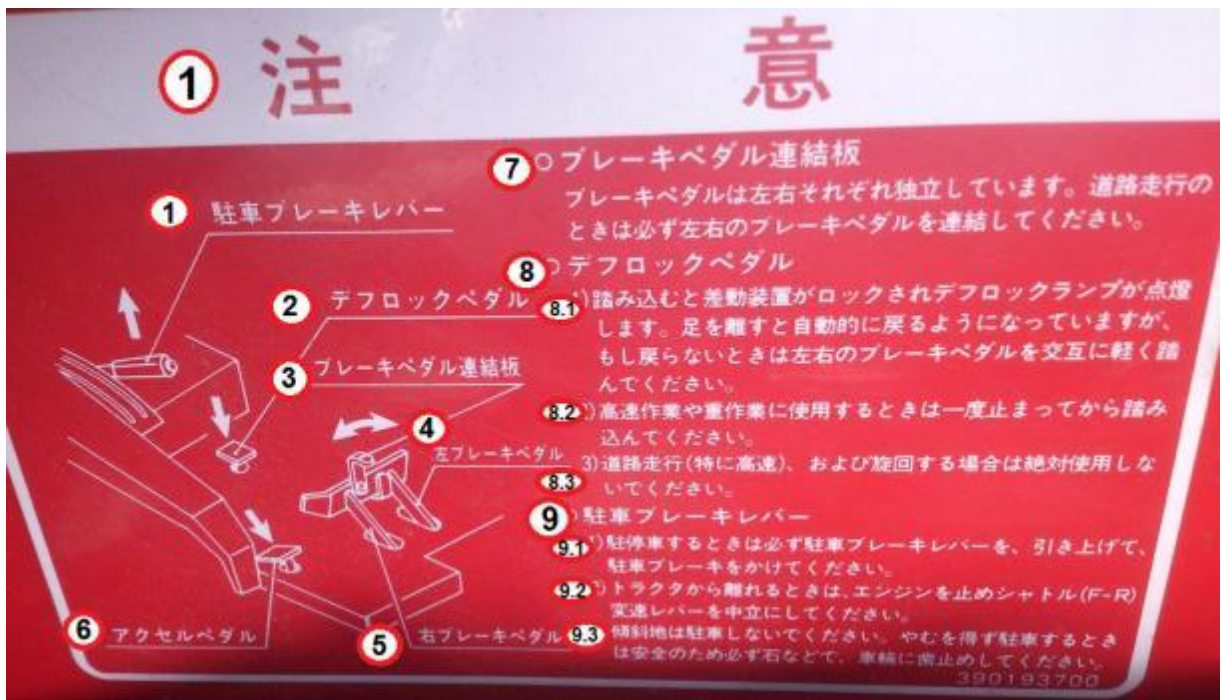 ① 注 意
① 駐車ブレーキレバー
② デフロックペダル
③ ブレーキペダル連結板
④ 左ブレーキペダル
⑤ 右ブレーキペダル
⑥ アクセルペダル
⑦ ○ブレーキペダル連結板
ブレーキペダルは左右それぞれ独立しています。道路走行の
ときは必ず左右のブレーキペダルを連結してください。
⑧ ○デフロックペダル
8.1 )踏み込むと差動装置がロックされデフロックランプが点燈
します。足を離すと自動的に戻るようになっていますが、
もし戻らないときは左右のブレーキペダルを交互に軽く踏
んでください。
8.2 )高速作業や重作業に使用するときは一度止まってから踏み
込んでください。
8.3 3)道路走行(特に高速)、および旋回する場合は絶対使用しな
いでください。
⑨ ○駐車ブレーキレバー
9.1 )駐停車するときは必ず駐車ブレーキレバーを、引き上げて、
駐車ブレーキをかけてください。
9.2 )トラクタから離れるときは、エンジンを止めシャトル(F-R)
変速レバーを中立にしてください。
9.3 傾斜地は駐車しないでください。やむを得ず駐車するとき
は安全のため必ず石などで、車輪に歯止めしてください。
390193700